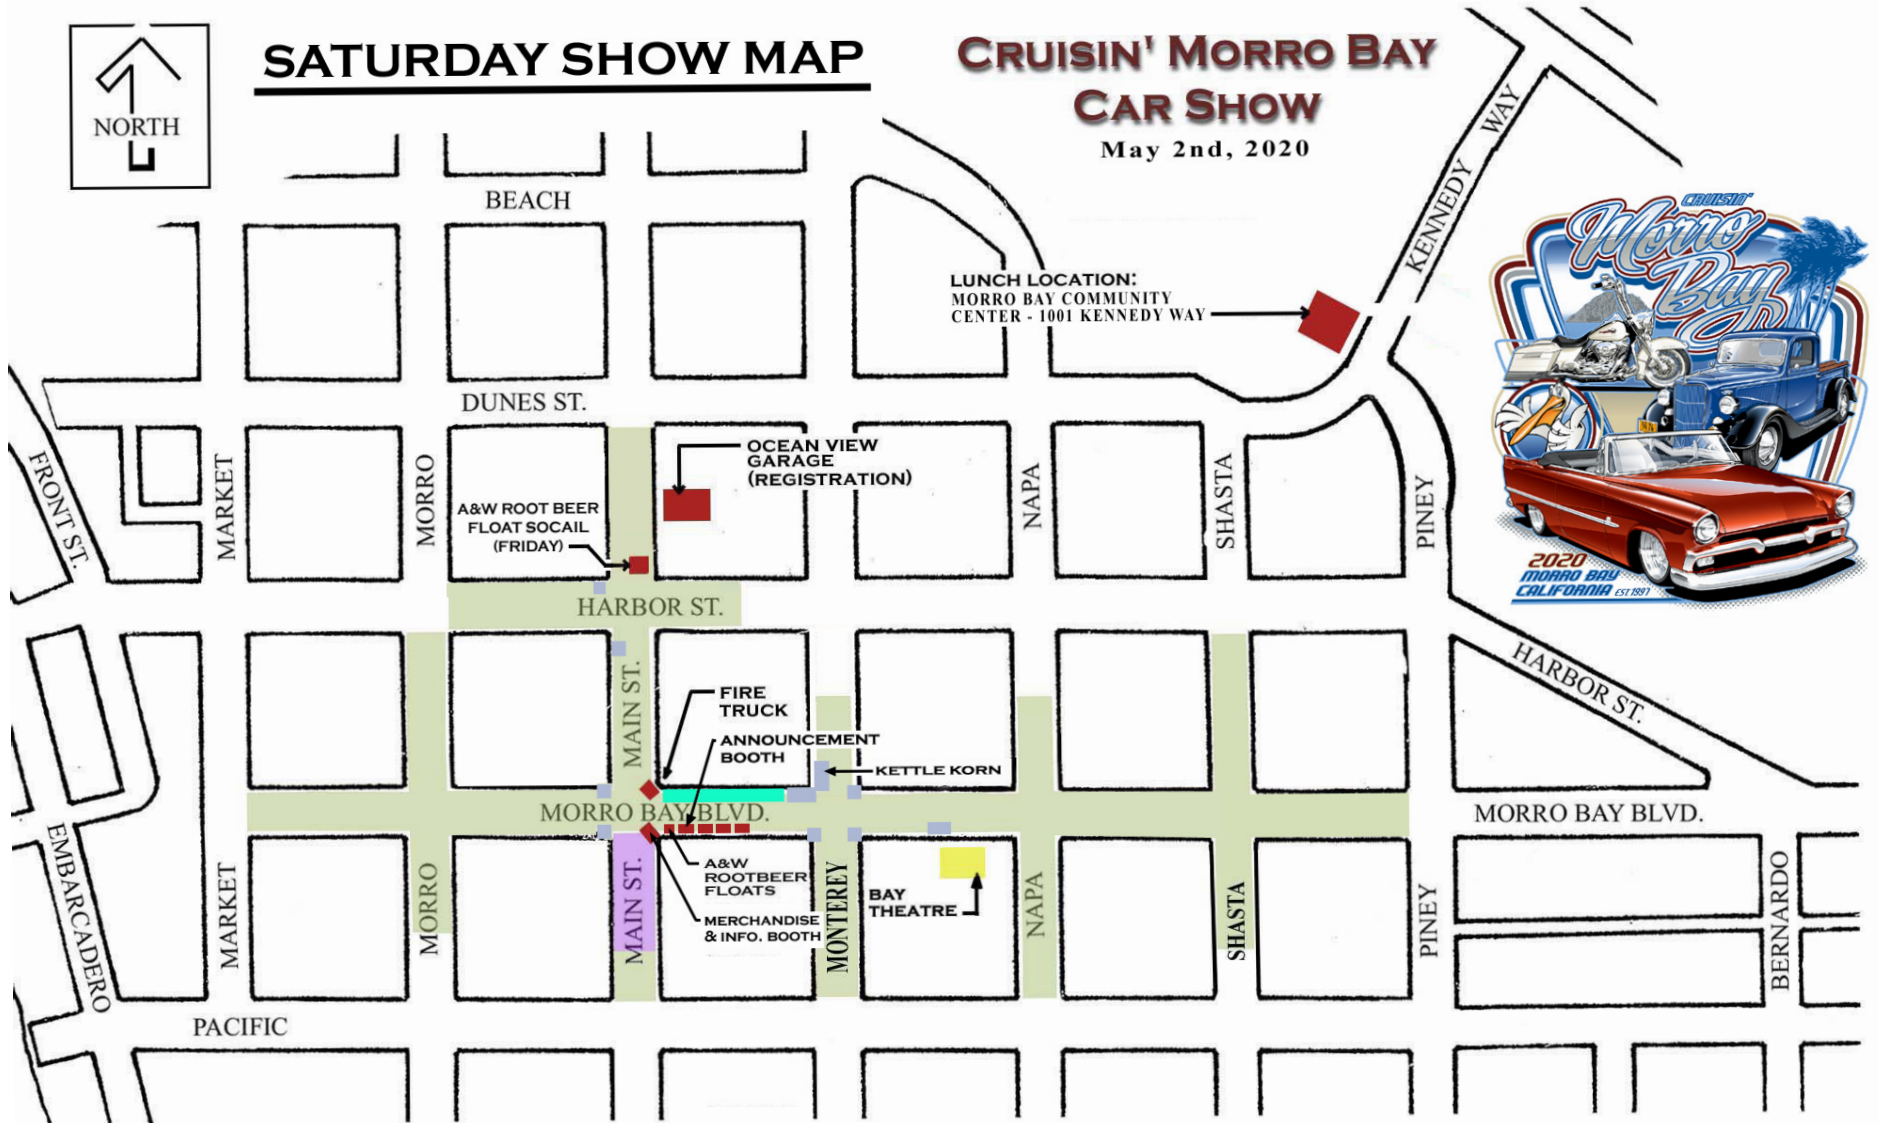 SATURDAY SHOW MAP
CRUISIN' MORRO BAY
CAR SHOW
May 2nd, 2020
NORTH
BEACH
KENNEDY WAY
LUNCH LOCATION:
MORRO BAY COMMUNITY
CENTER - 1001 KENNEDY WAY
CRUISIN'
Morro
Bay
2020
MORRO BAY
CALIFORNIA EST 1997
DUNES ST.
FRONT ST.
MARKET
MORRO
OCEAN VIEW
GARAGE
(REGISTRATION)
A&W ROOT BEER
FLOAT SOCAIL
(FRIDAY)
NAPA
SHASTA
PINEY
HARBOR ST.
HARBOR ST.
MAIN ST.
FIRE
TRUCK
ANNOUNCEMENT
BOOTH
KETTLE KORN
MORRO BAY BLVD.
MORRO BAY BLVD.
EMBARCADERO
MARKET
MORRO
MAIN ST.
A&W
ROOTBEER
FLOATS
MERCHANDISE
& INFO. BOOTH
MONTEREY
BAY
THEATRE
NAPA
SHASTA
PINEY
BERNARDO
PACIFIC